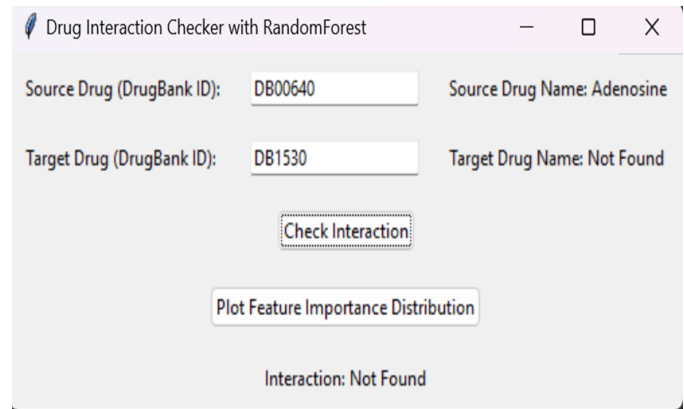 Drug Interaction Checker with RandomForest
Source Drug (DrugBank ID): DB00640 Source Drug Name: Adenosine
Target Drug (DrugBank ID): DB1530 Target Drug Name: Not Found
Check Interaction
Plot Feature Importance Distribution
Interaction: Not Found